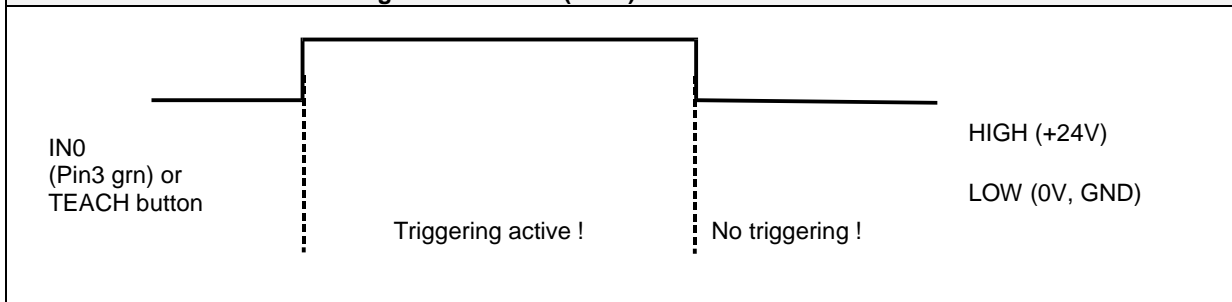 IN0
(Pin3 grn) or
TEACH button
HIGH (+24V)
LOW (0V, GND)
Triggering active !
No triggering !